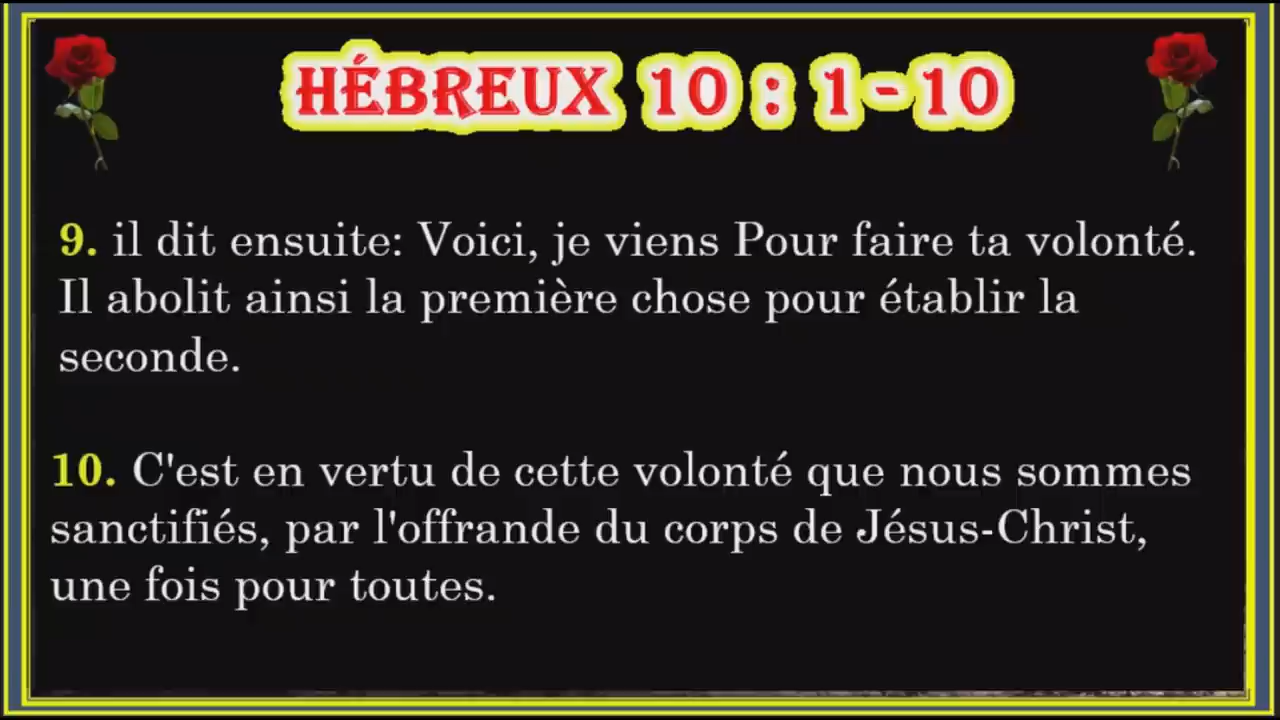 HÉBREUX 10 : 1 - 10
9. il dit ensuite: Voici, je viens Pour faire ta volonté.
Il abolit ainsi la première chose pour établir la
seconde.
10. C'est en vertu de cette volonté que nous sommes
sanctifiés, par l'offrande du corps de Jésus-Christ,
une fois pour toutes.